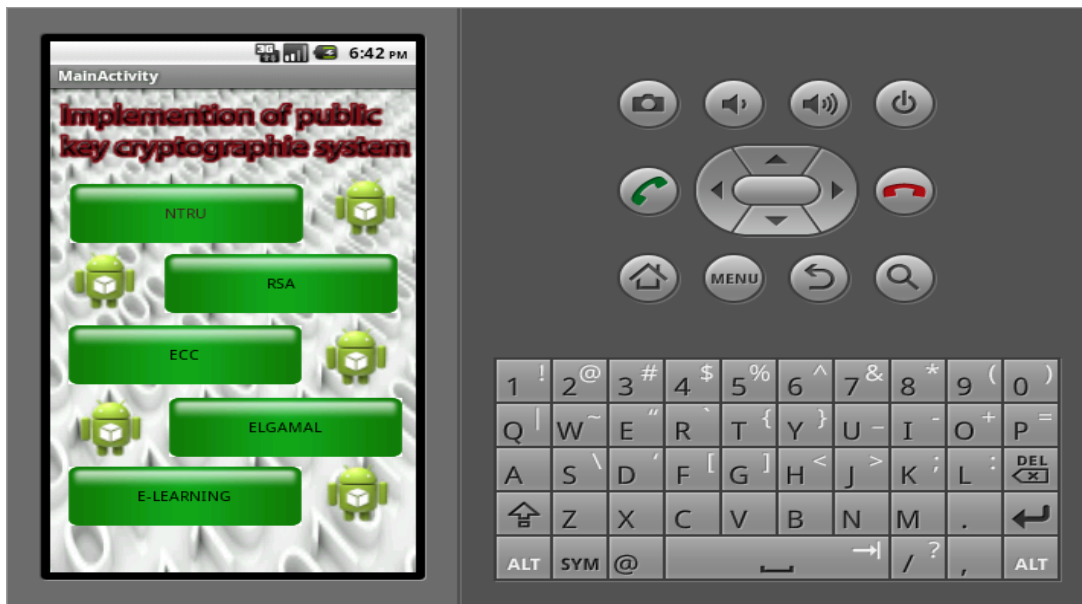 3G
6:42 PM
MainActivity
Implemention of public
key cryptographie system
NTRU
RSA
ECC
ELGAMAL
E-LEARNING
MENU
1 ! 2 @ 3 # 4 $ 5 % 6 ^ 7 & 8 * 9 ( 0 )
Q | W ~ E “ R ` T { Y } U _ I - O + P =
A S \ D ‘ F [ G ] H < J > K ; L : DEL
Z X C V B N M .
ALT SYM @ / ? , ALT